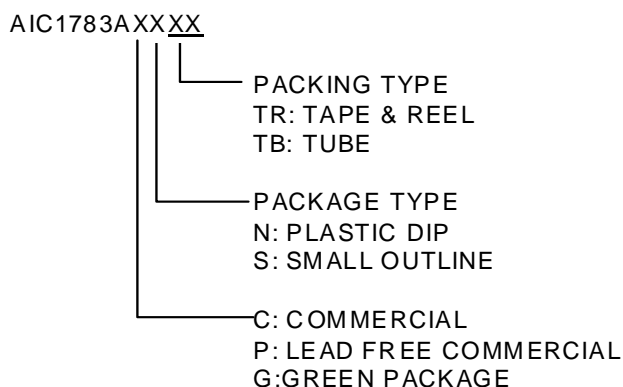 AIC1783AXXXX
PACKING TYPE
TR: TAPE & REEL
TB: TUBE
PACKAGE TYPE
N: PLASTIC DIP
S: SMALL OUTLINE
C: COMMERCIAL
P: LEAD FREE COMMERCIAL
G:GREEN PACKAGE